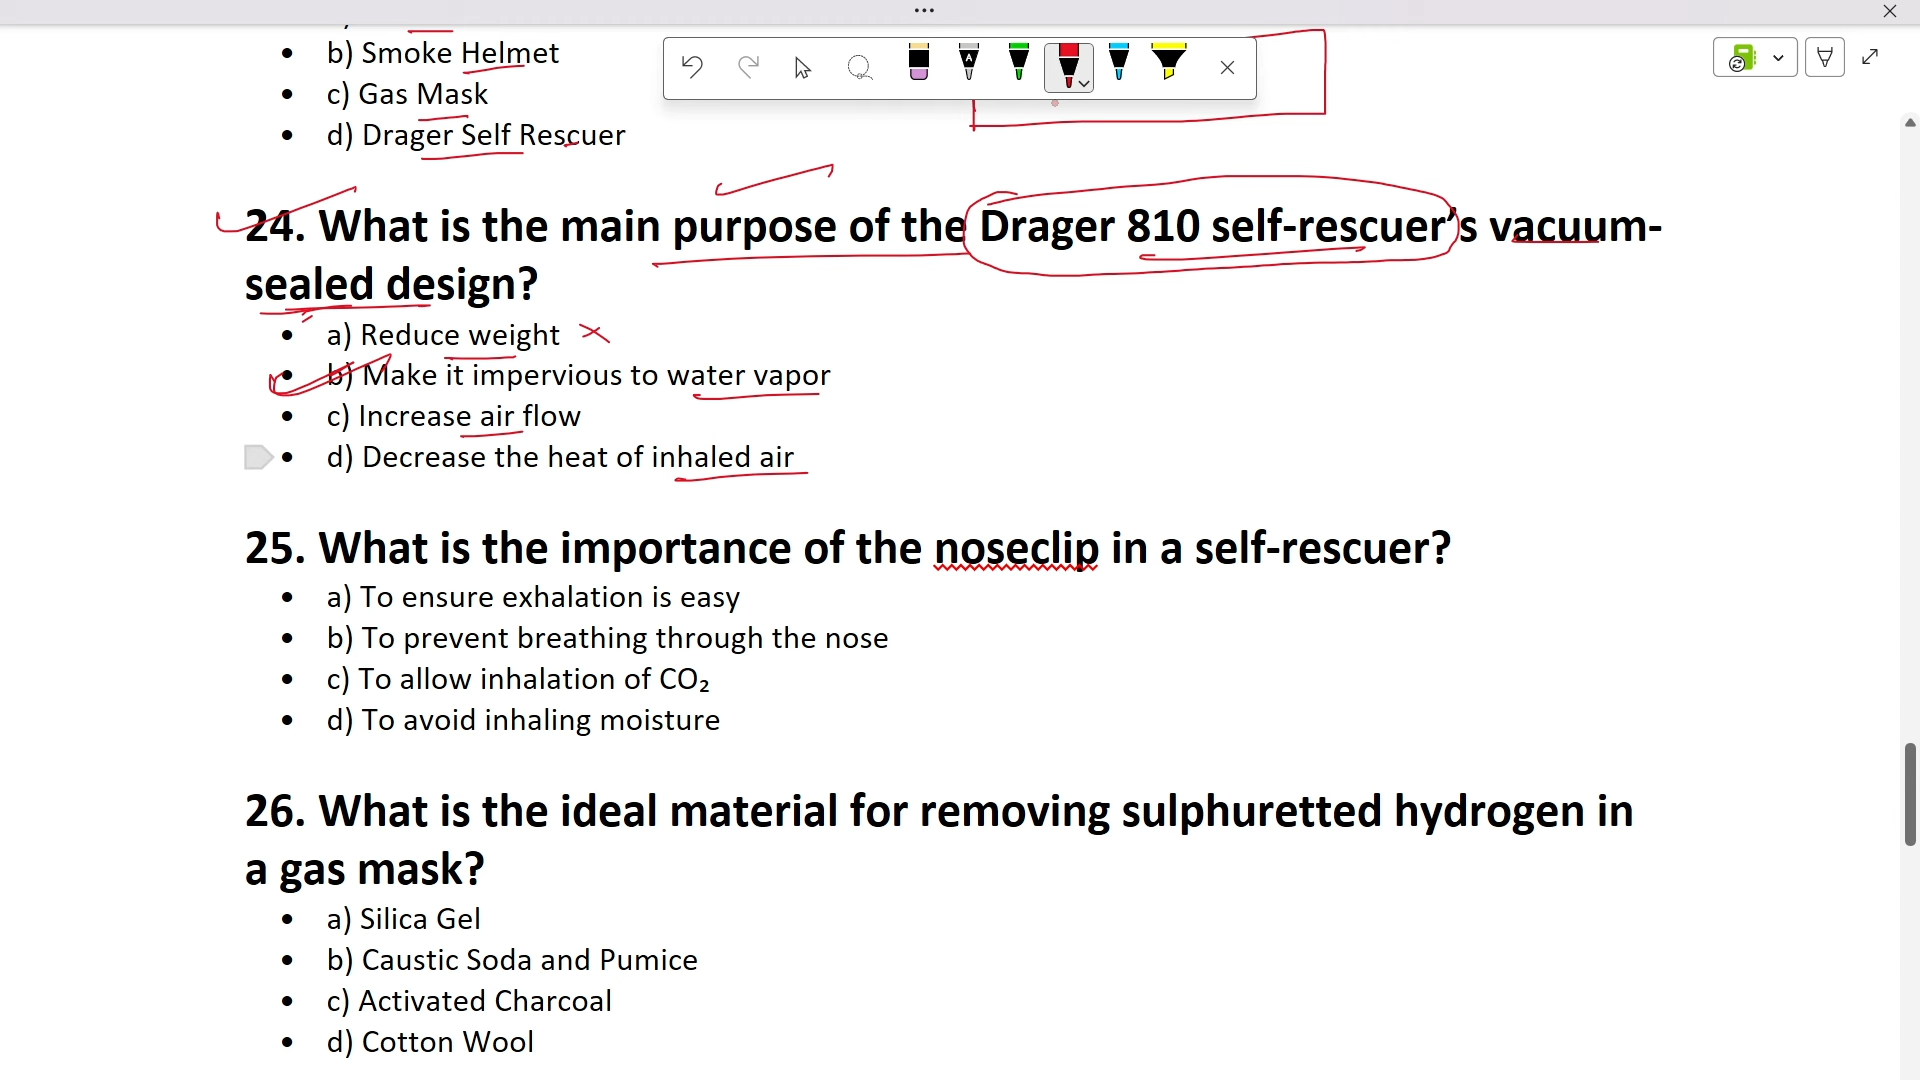 b) Smoke Helmet
c) Gas Mask
d) Drager Self Rescuer
24. What is the main purpose of the Drager 810 self-rescuer’s vacuum-
sealed design?
a) Reduce weight
b) Make it impervious to water vapor
c) Increase air flow
d) Decrease the heat of inhaled air
25. What is the importance of the noseclip in a self-rescuer?
a) To ensure exhalation is easy
b) To prevent breathing through the nose
c) To allow inhalation of CO₂
d) To avoid inhaling moisture
26. What is the ideal material for removing sulphuretted hydrogen in
a gas mask?
a) Silica Gel
b) Caustic Soda and Pumice
c) Activated Charcoal
d) Cotton Wool